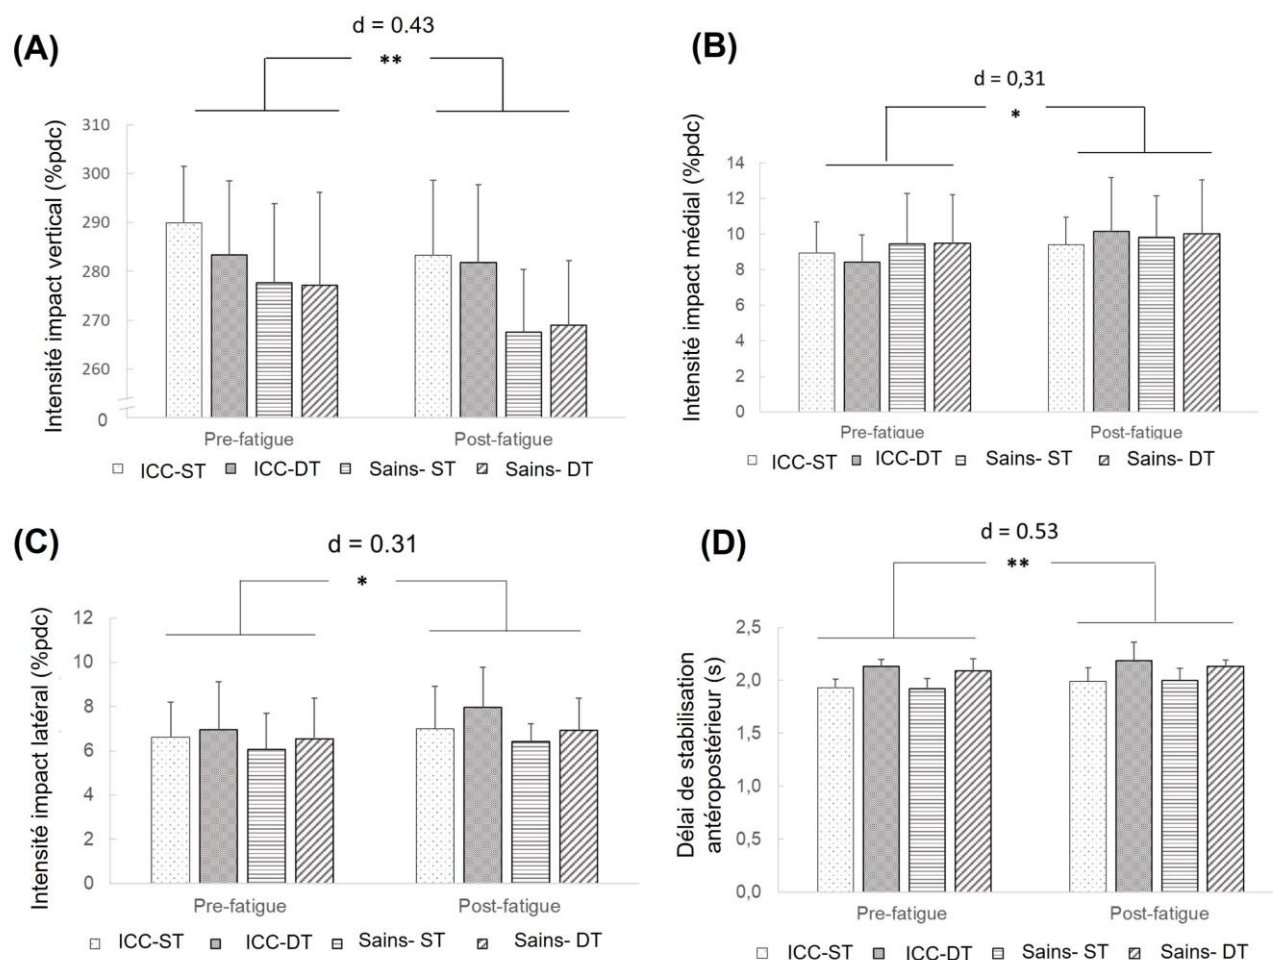 (A)
d = 0.43
**
Intensité impact vertical (%pdc)
310
300
290
280
270
260
0
Pre-fatigue
Post-fatigue
ICC-ST
ICC-DT
Sains- ST
Sains- DT
(B)
d = 0,31
*
Intensité impact médial (%pdc)
14
12
10
8
6
4
2
0
Pre-fatigue
Post-fatigue
ICC-ST
ICC-DT
Sains- ST
Sains- DT
(C)
d = 0.31
*
Intensité impact latéral (%pdc)
12
10
8
6
4
2
0
Pre-fatigue
Post-fatigue
ICC-ST
ICC-DT
Sains- ST
Sains- DT
(D)
d = 0.53
**
Délai de stabilisation
antéropostérieur (s)
2,5
2,0
1,5
1,0
0,5
0,0
Pre-fatigue
Post-fatigue
ICC-ST
ICC-DT
Sains- ST
Sains- DT